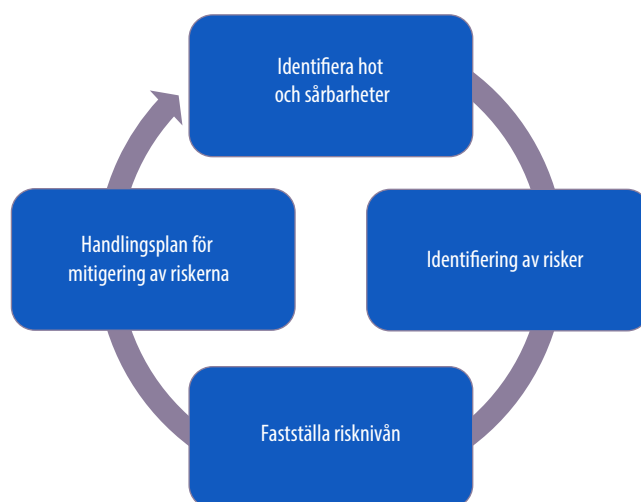 Identifiera hot
och sårbarheter
Identifiering av risker
Fastställa risknivån
Handlingsplan för
mitigering av riskerna